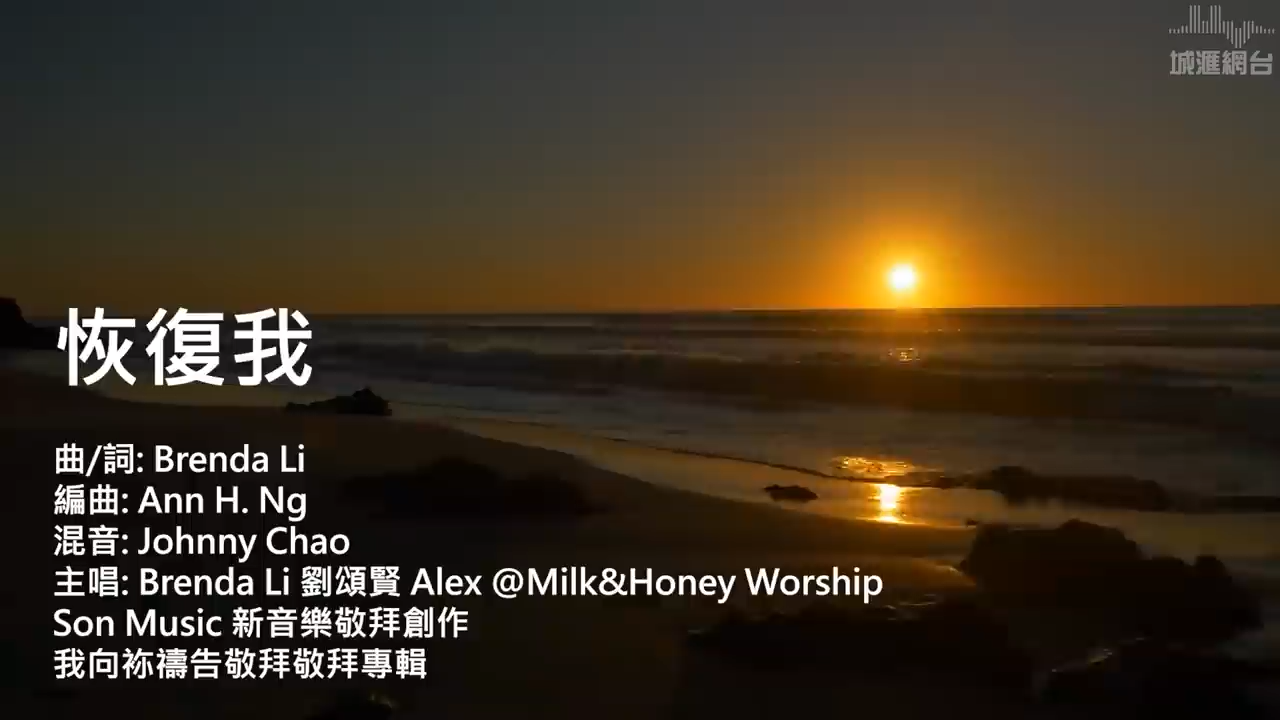 城滙網台
恢復我
曲/詞: Brenda Li
編曲: Ann H. Ng
混音: Johnny Chao
主唱: Brenda Li 劉頌賢 Alex @Milk&Honey Worship
Son Music 新音樂敬拜創作
我向祢禱告敬拜敬拜專輯